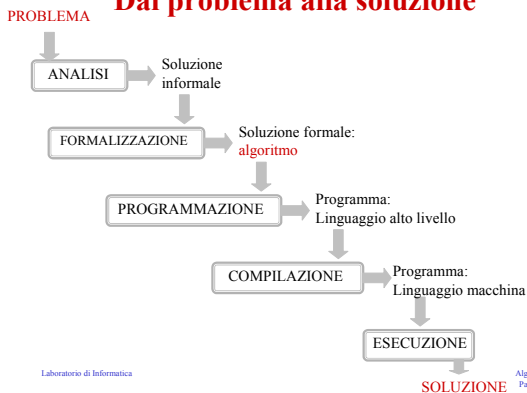 Dal problema alla soluzione
PROBLEMA
ANALISI
Soluzione
informale
FORMALIZZAZIONE
Soluzione formale:
algoritmo
PROGRAMMAZIONE
Programma:
Linguaggio alto livello
COMPILAZIONE
Programma:
Linguaggio macchina
ESECUZIONE
Laboratorio di Informatica
SOLUZIONE